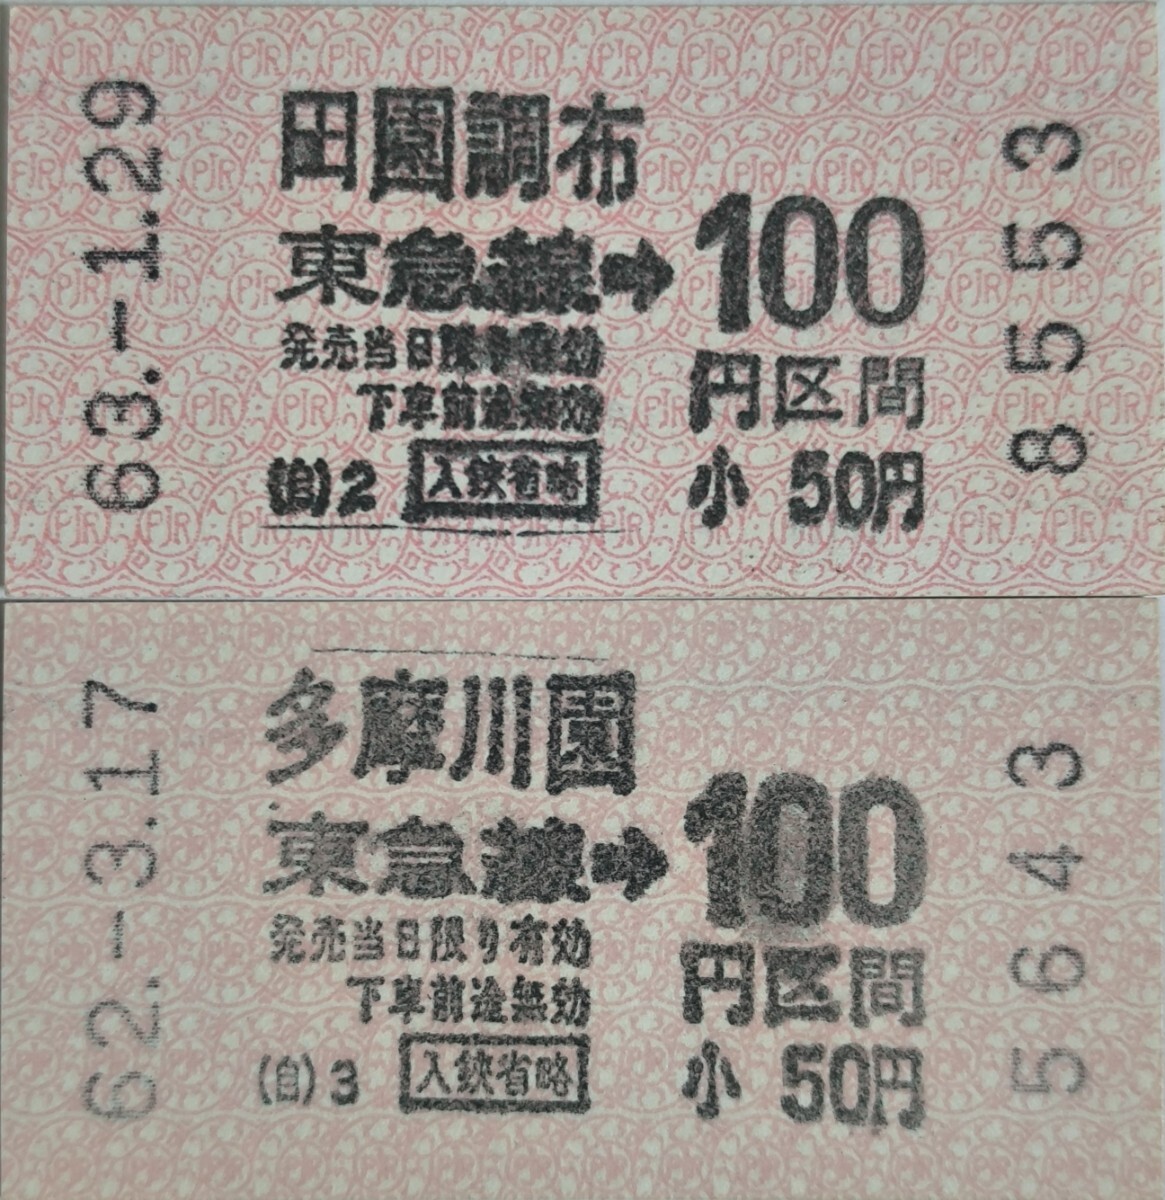 63.-1.29
田園調布
東急線➡100
円区間
発売当日限り有効
下車前途無効
小 50円
(自)2 入鋏省略
8553
62.-3.17
多摩川園
東急線➡100
円区間
発売当日限り有効
下車前途無効
小 50円
(自)3 入鋏省略
5643